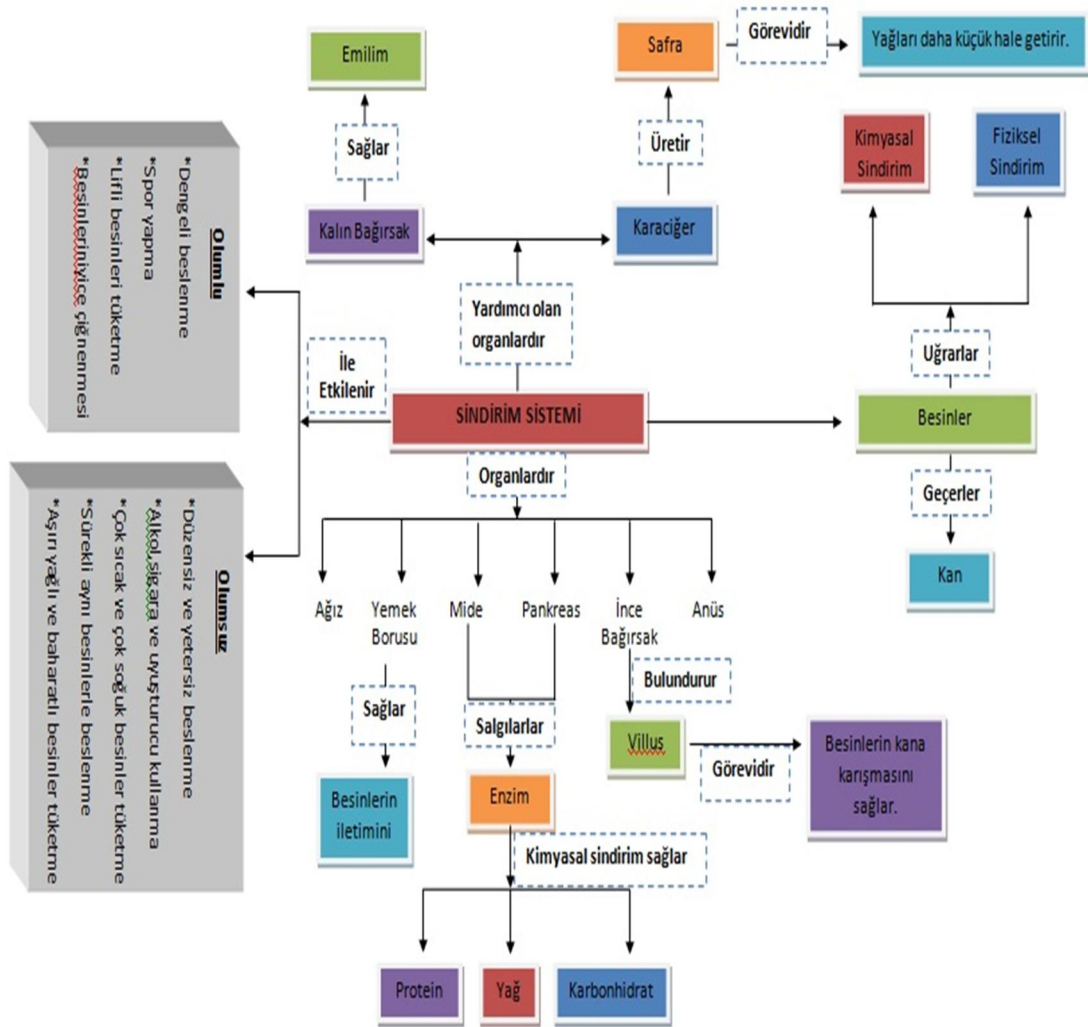 Safra
Görevidir
Yağları daha küçük hale getirir.
Emilim
Sağlar
Üretir
Kimyasal
Sindirim
Fiziksel
Sindirim
Kalın Bağırsak
Karaciğer
Yardımcı olan
organlardır
Uğrarlar
İle
Etkilenir
SİNDİRİM SİSTEMİ
Besinler
Organlardır
Geçerler
Kan
Olumlu
*Dengeli beslenme
*Spor yapma
*Lifli besinleri tüketme
*Besinleriniyice çiğnenmesi
Olumsuz
*Düzensiz ve yetersiz beslenme
*Alkol,sigara ve uyuşturucu kullanma
*Çok sıcak ve çok soğuk besinler tüketme
*Sürekli aynı besinlerle beslenme
*Aşırı yağlı ve baharatlı besinler tüketme
Ağız
Yemek
Borusu
Mide
Pankreas
İnce
Bağırsak
Anüs
Sağlar
Salgılarlar
Bulundurur
Villus
Görevidir
Besinlerin kana
karışmasını
sağlar.
Besinlerin
iletimini
Enzim
Kimyasal sindirim sağlar
Protein
Yağ
Karbonhidrat